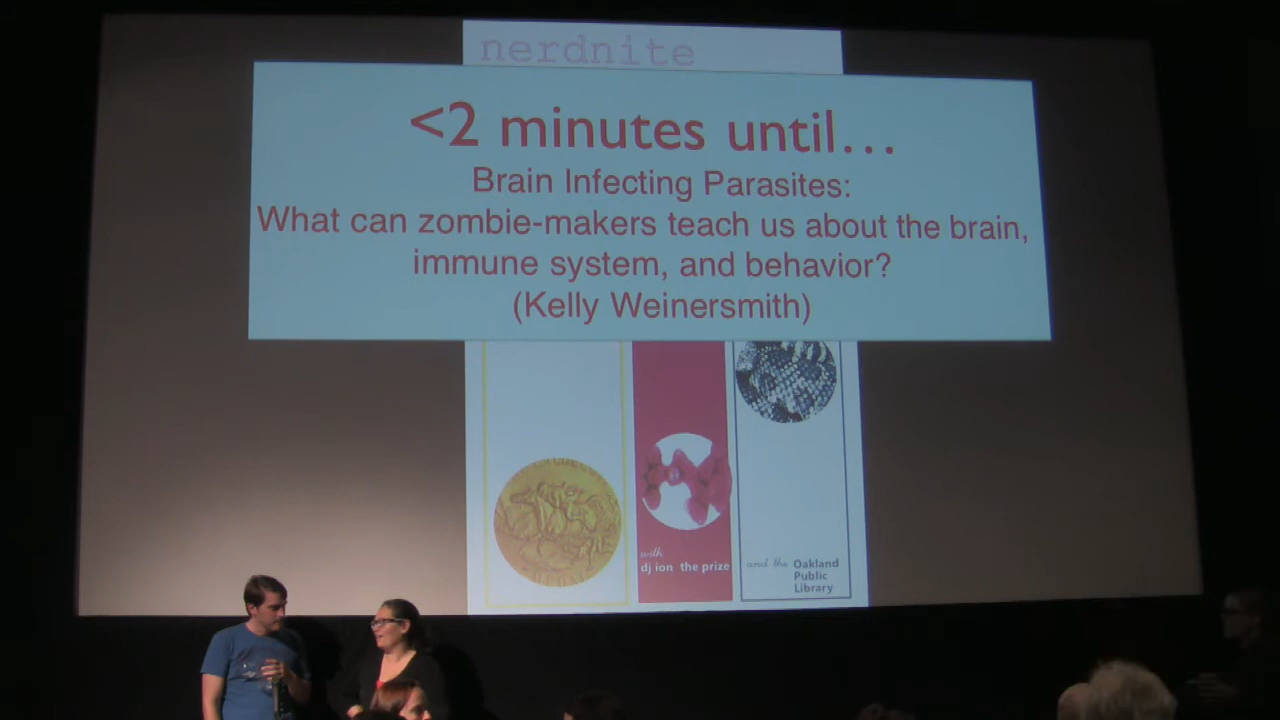 nerdnite
<2 minutes until...
Brain Infecting Parasites:
What can zombie-makers teach us about the brain,
immune system, and behavior?
(Kelly Weinersmith)
with
dj ion the prize
and the Oakland
Public
Library